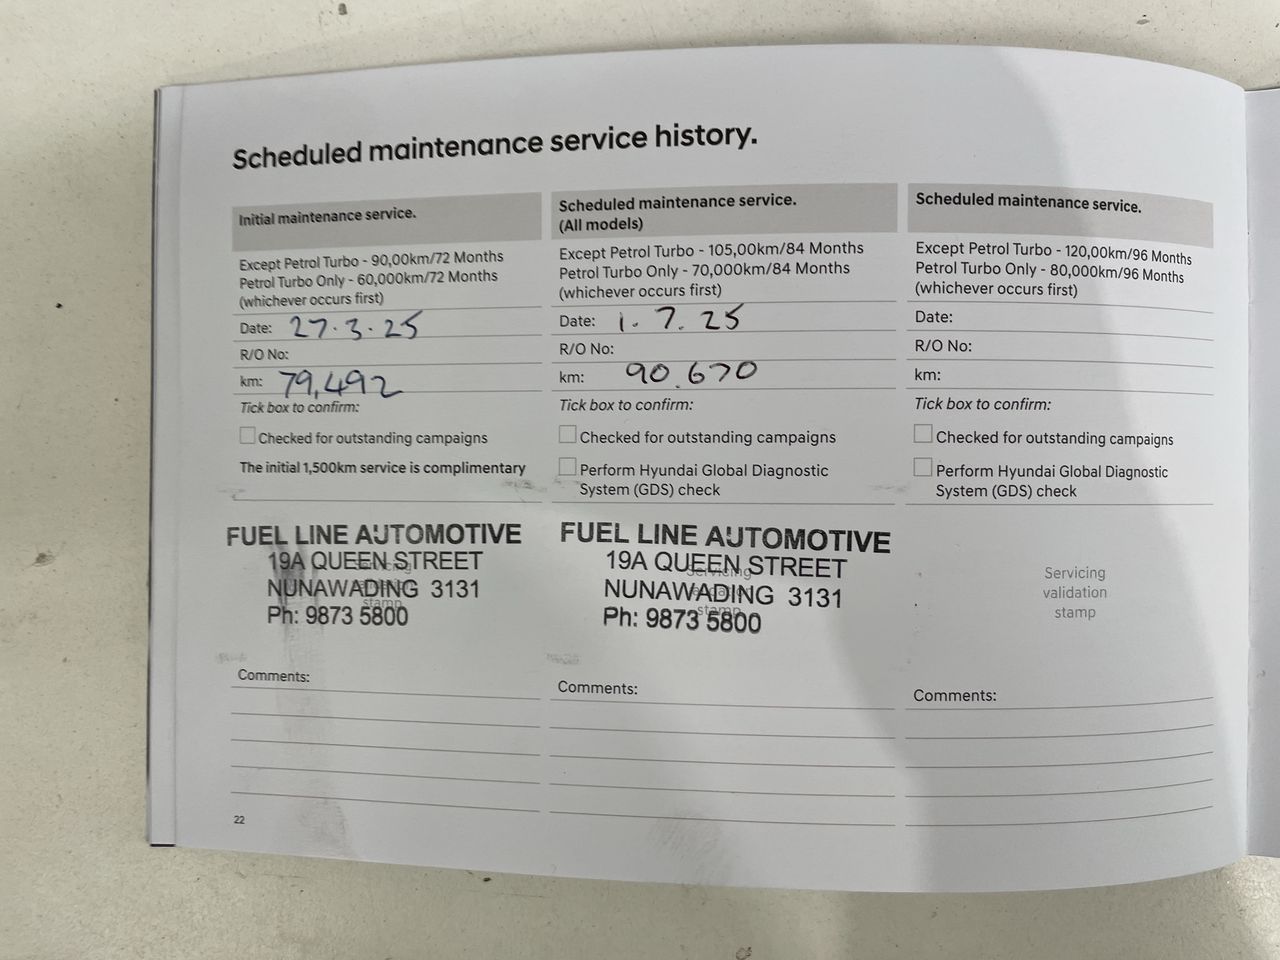 Scheduled maintenance service history.
Initial maintenance service.
Except Petrol Turbo - 90,00km/72 Months
Petrol Turbo Only - 60,000km/72 Months
(whichever occurs first)
Date: 27.3.25
R/O No:
km: 79,492
Tick box to confirm:
Checked for outstanding campaigns
The initial 1,500km service is complimentary
FUEL LINE AUTOMOTIVE
19A QUEEN STREET
NUNAWADING 3131
Ph: 9873 5800
Comments:
Scheduled maintenance service.
(All models)
Except Petrol Turbo - 105,00km/84 Months
Petrol Turbo Only - 70,000km/84 Months
(whichever occurs first)
Date: 1.7.25
R/O No:
km: 90.670
Tick box to confirm:
Checked for outstanding campaigns
Perform Hyundai Global Diagnostic
System (GDS) check
FUEL LINE AUTOMOTIVE
19A QUEEN STREET
NUNAWADING 3131
Ph: 9873 5800
Comments:
Scheduled maintenance service.
Except Petrol Turbo - 120,00km/96 Months
Petrol Turbo Only - 80,000km/96 Months
(whichever occurs first)
Date:
R/O No:
km:
Tick box to confirm:
Checked for outstanding campaigns
Perform Hyundai Global Diagnostic
System (GDS) check
Servicing
validation
stamp
Comments:
22